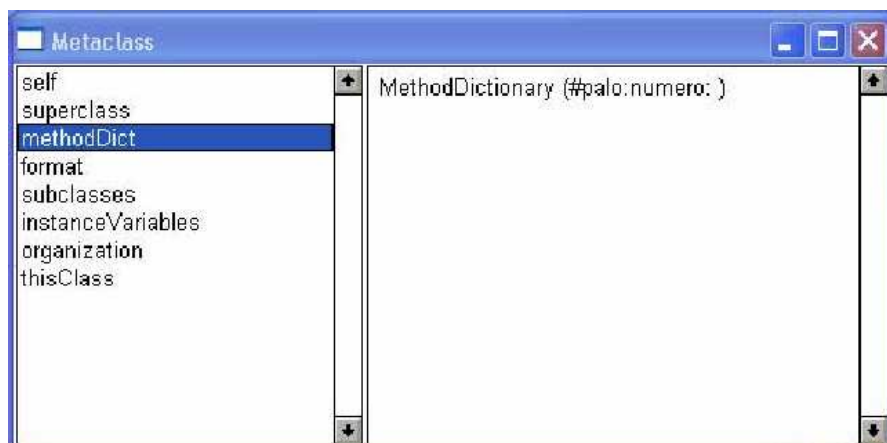 Metaclass
self
superclass
methodDict
format
subclasses
instanceVariables
organization
thisClass
MethodDictionary (#palo:numero: )